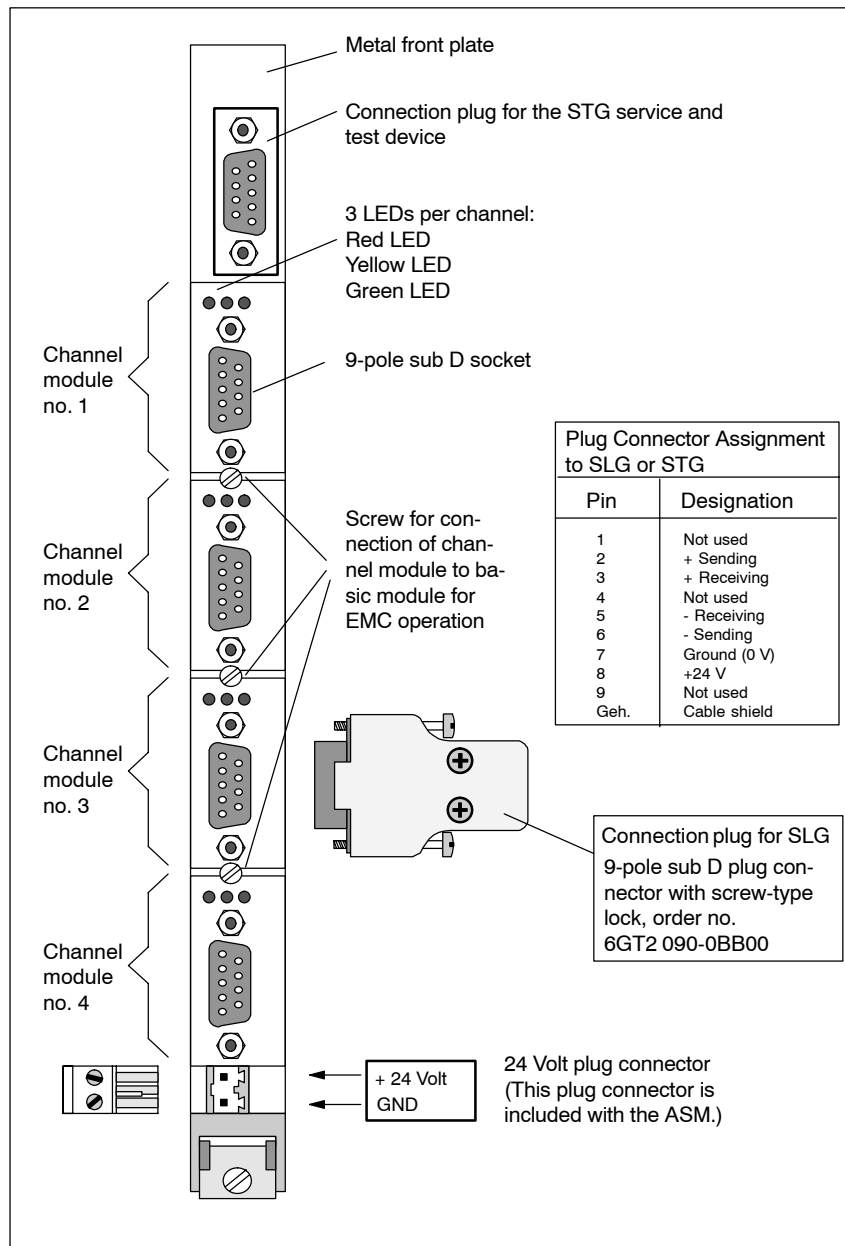 Metal front plate
Connection plug for the STG service and
test device
3 LEDs per channel:
Red LED
Yellow LED
Green LED
Channel
module
no. 1
9-pole sub D socket
Plug Connector Assignment
to SLG or STG
Pin Designation
1 Not used
2 + Sending
3 + Receiving
4 Not used
5 - Receiving
6 - Sending
7 Ground (0 V)
8 +24 V
9 Not used
Geh. Cable shield
Channel
module
no. 2
Screw for con-
nection of chan-
nel module to ba-
sic module for
EMC operation
Channel
module
no. 3
Connection plug for SLG
9-pole sub D plug con-
nector with screw-type
lock, order no.
6GT2 090-0BB00
Channel
module
no. 4
+ 24 Volt
GND
24 Volt plug connector
(This plug connector is
included with the ASM.)